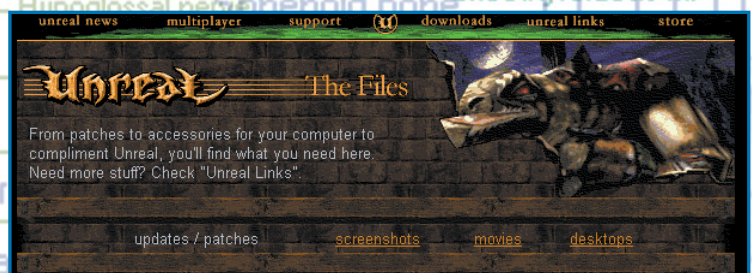 Hypoglossal nerve
unreal news multiplayer support downloads unreal links store
Unreal The Files
From patches to accessories for your computer to
compliment Unreal, you'll find what you need here.
Need more stuff? Check "Unreal Links".
updates / patches screenshots movies desktops